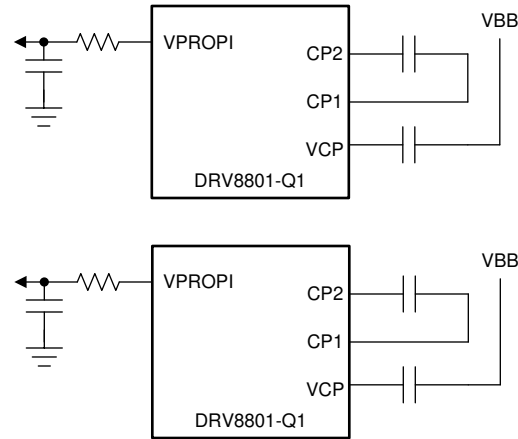 VBB
VPROPI
CP2
CP1
VCP
DRV8801-Q1
VBB
VPROPI
CP2
CP1
VCP
DRV8801-Q1